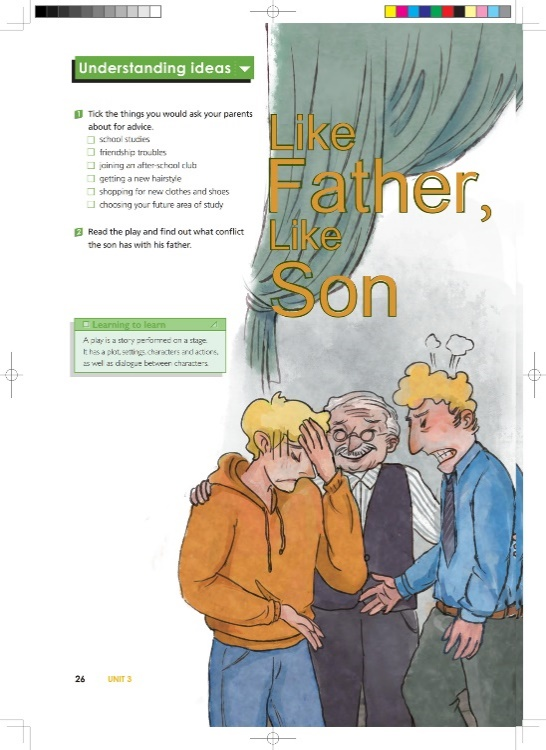 Understanding ideas
1 Tick the things you would ask your parents
about for advice.
school studies
friendship troubles
joining an after-school club
getting a new hairstyle
shopping for new clothes and shoes
choosing your future area of study
2 Read the play and find out what conflict
the son has with his father.
Learning to learn
A play is a story performed on a stage.
It has a plot, settings, characters and actions,
as well as dialogue between characters.
Like
Father,
Like
Son
26 UNIT 3